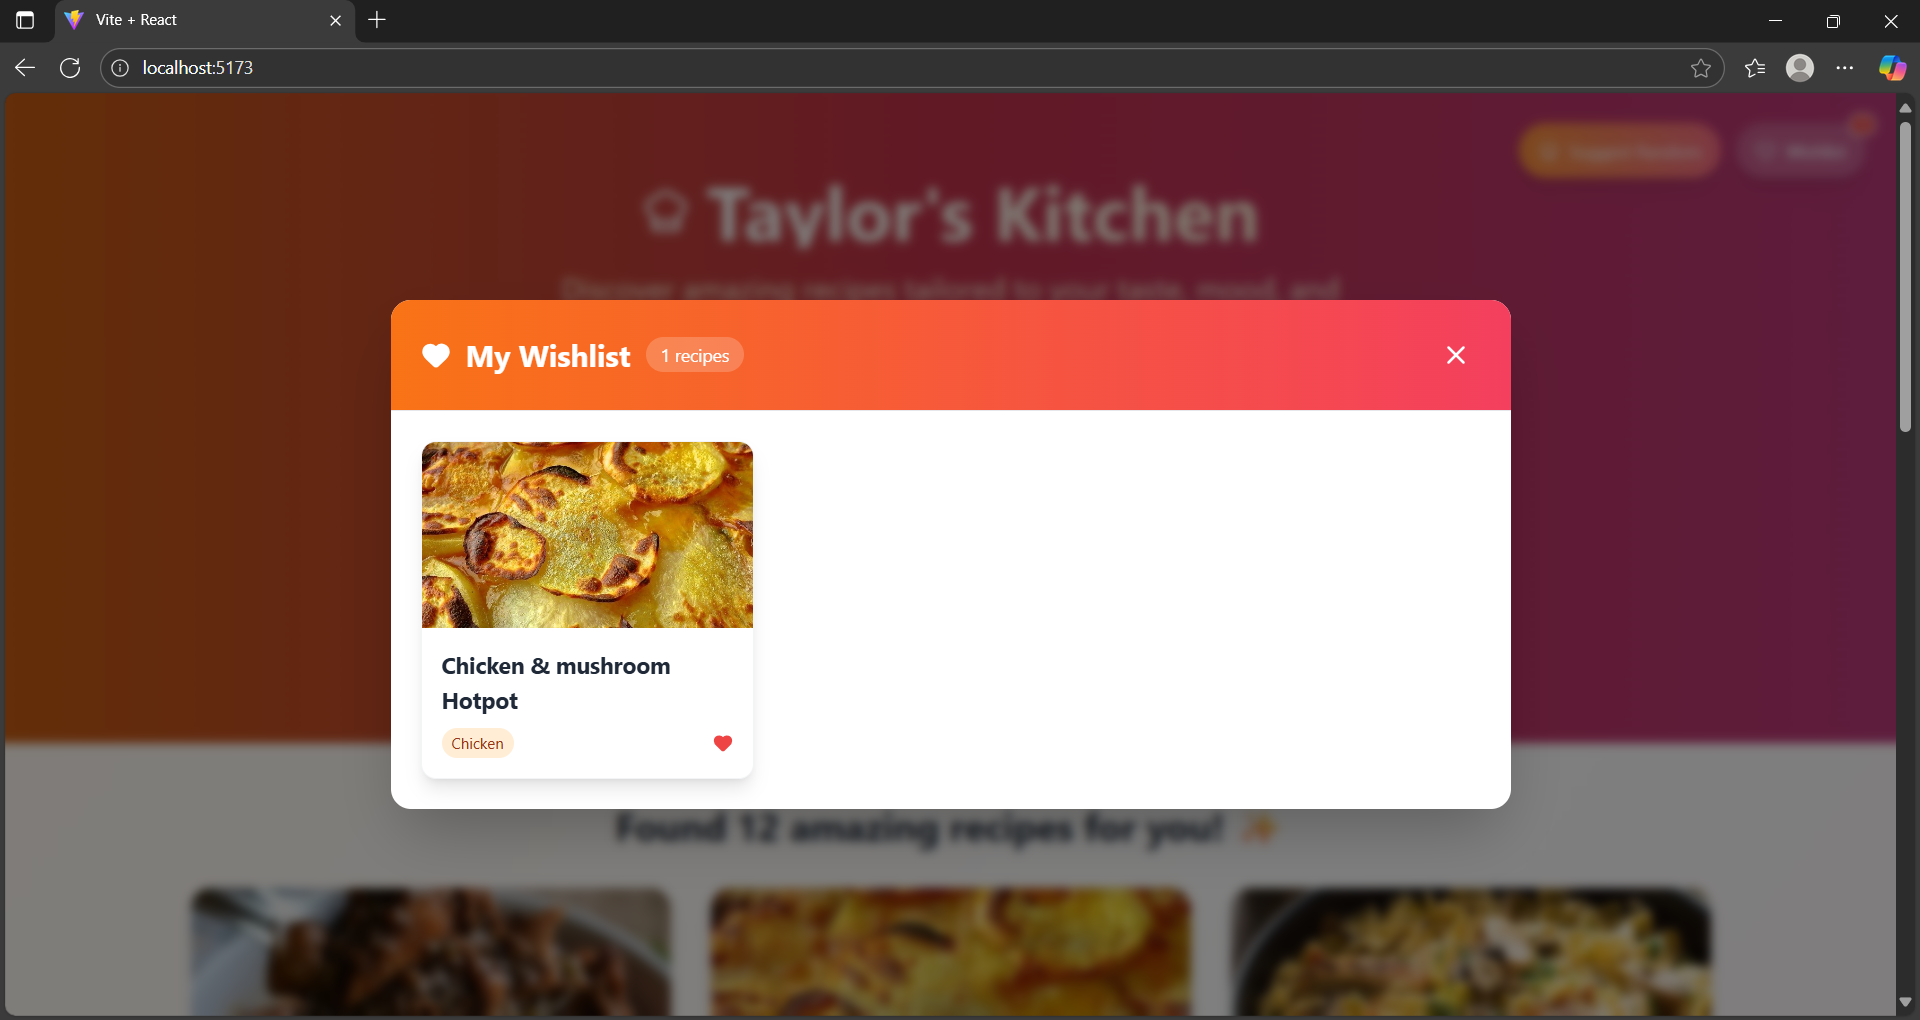 Vite + React
localhost:5173
Taylor's Kitchen
Discover amazing recipes tailored to your taste, mood, and
My Wishlist
1 recipes
Chicken & mushroom
Hotpot
Chicken
Found 12 amazing recipes for you!